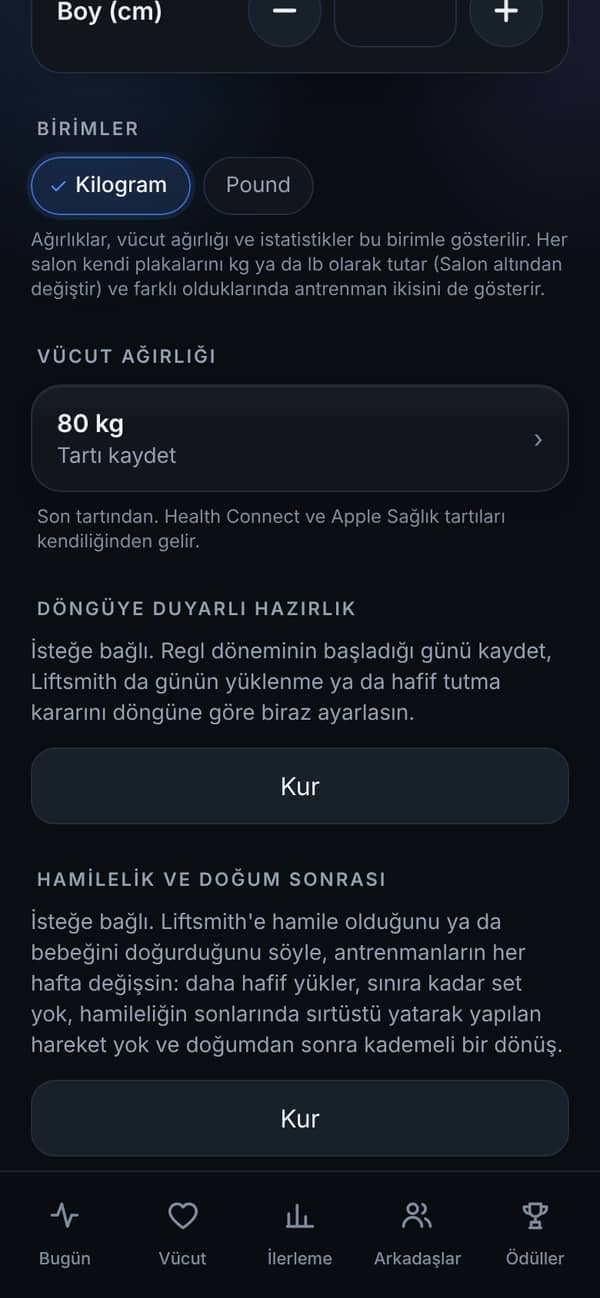 Boy (cm)
BİRİMLER
Kilogram
Pound
Ağırlıklar, vücut ağırlığı ve istatistikler bu birimle gösterilir. Her
salon kendi plakalarını kg ya da lb olarak tutar (Salon altından
değiştir) ve farklı olduklarında antrenman ikisini de gösterir.
VÜCUT AĞIRLIĞI
80 kg
Tartı kaydet
Son tartından. Health Connect ve Apple Sağlık tartıları
kendiliğinden gelir.
DÖNGÜYE DUYARLI HAZIRLIK
İsteğe bağlı. Regl döneminin başladığı günü kaydet,
Liftsmith da günün yüklenme ya da hafif tutma
kararını döngüne göre biraz ayarlasın.
Kur
HAMİLELİK VE DOĞUM SONRASI
İsteğe bağlı. Liftsmith'e hamile olduğunu ya da
bebeğini doğurduğunu söyle, antrenmanların her
hafta değişsin: daha hafif yükler, sınıra kadar set
yok, hamileliğin sonlarında sırtüstü yatarak yapılan
hareket yok ve doğumdan sonra kademeli bir dönüş.
Kur
Bugün
Vücut
İlerleme
Arkadaşlar
Ödüller